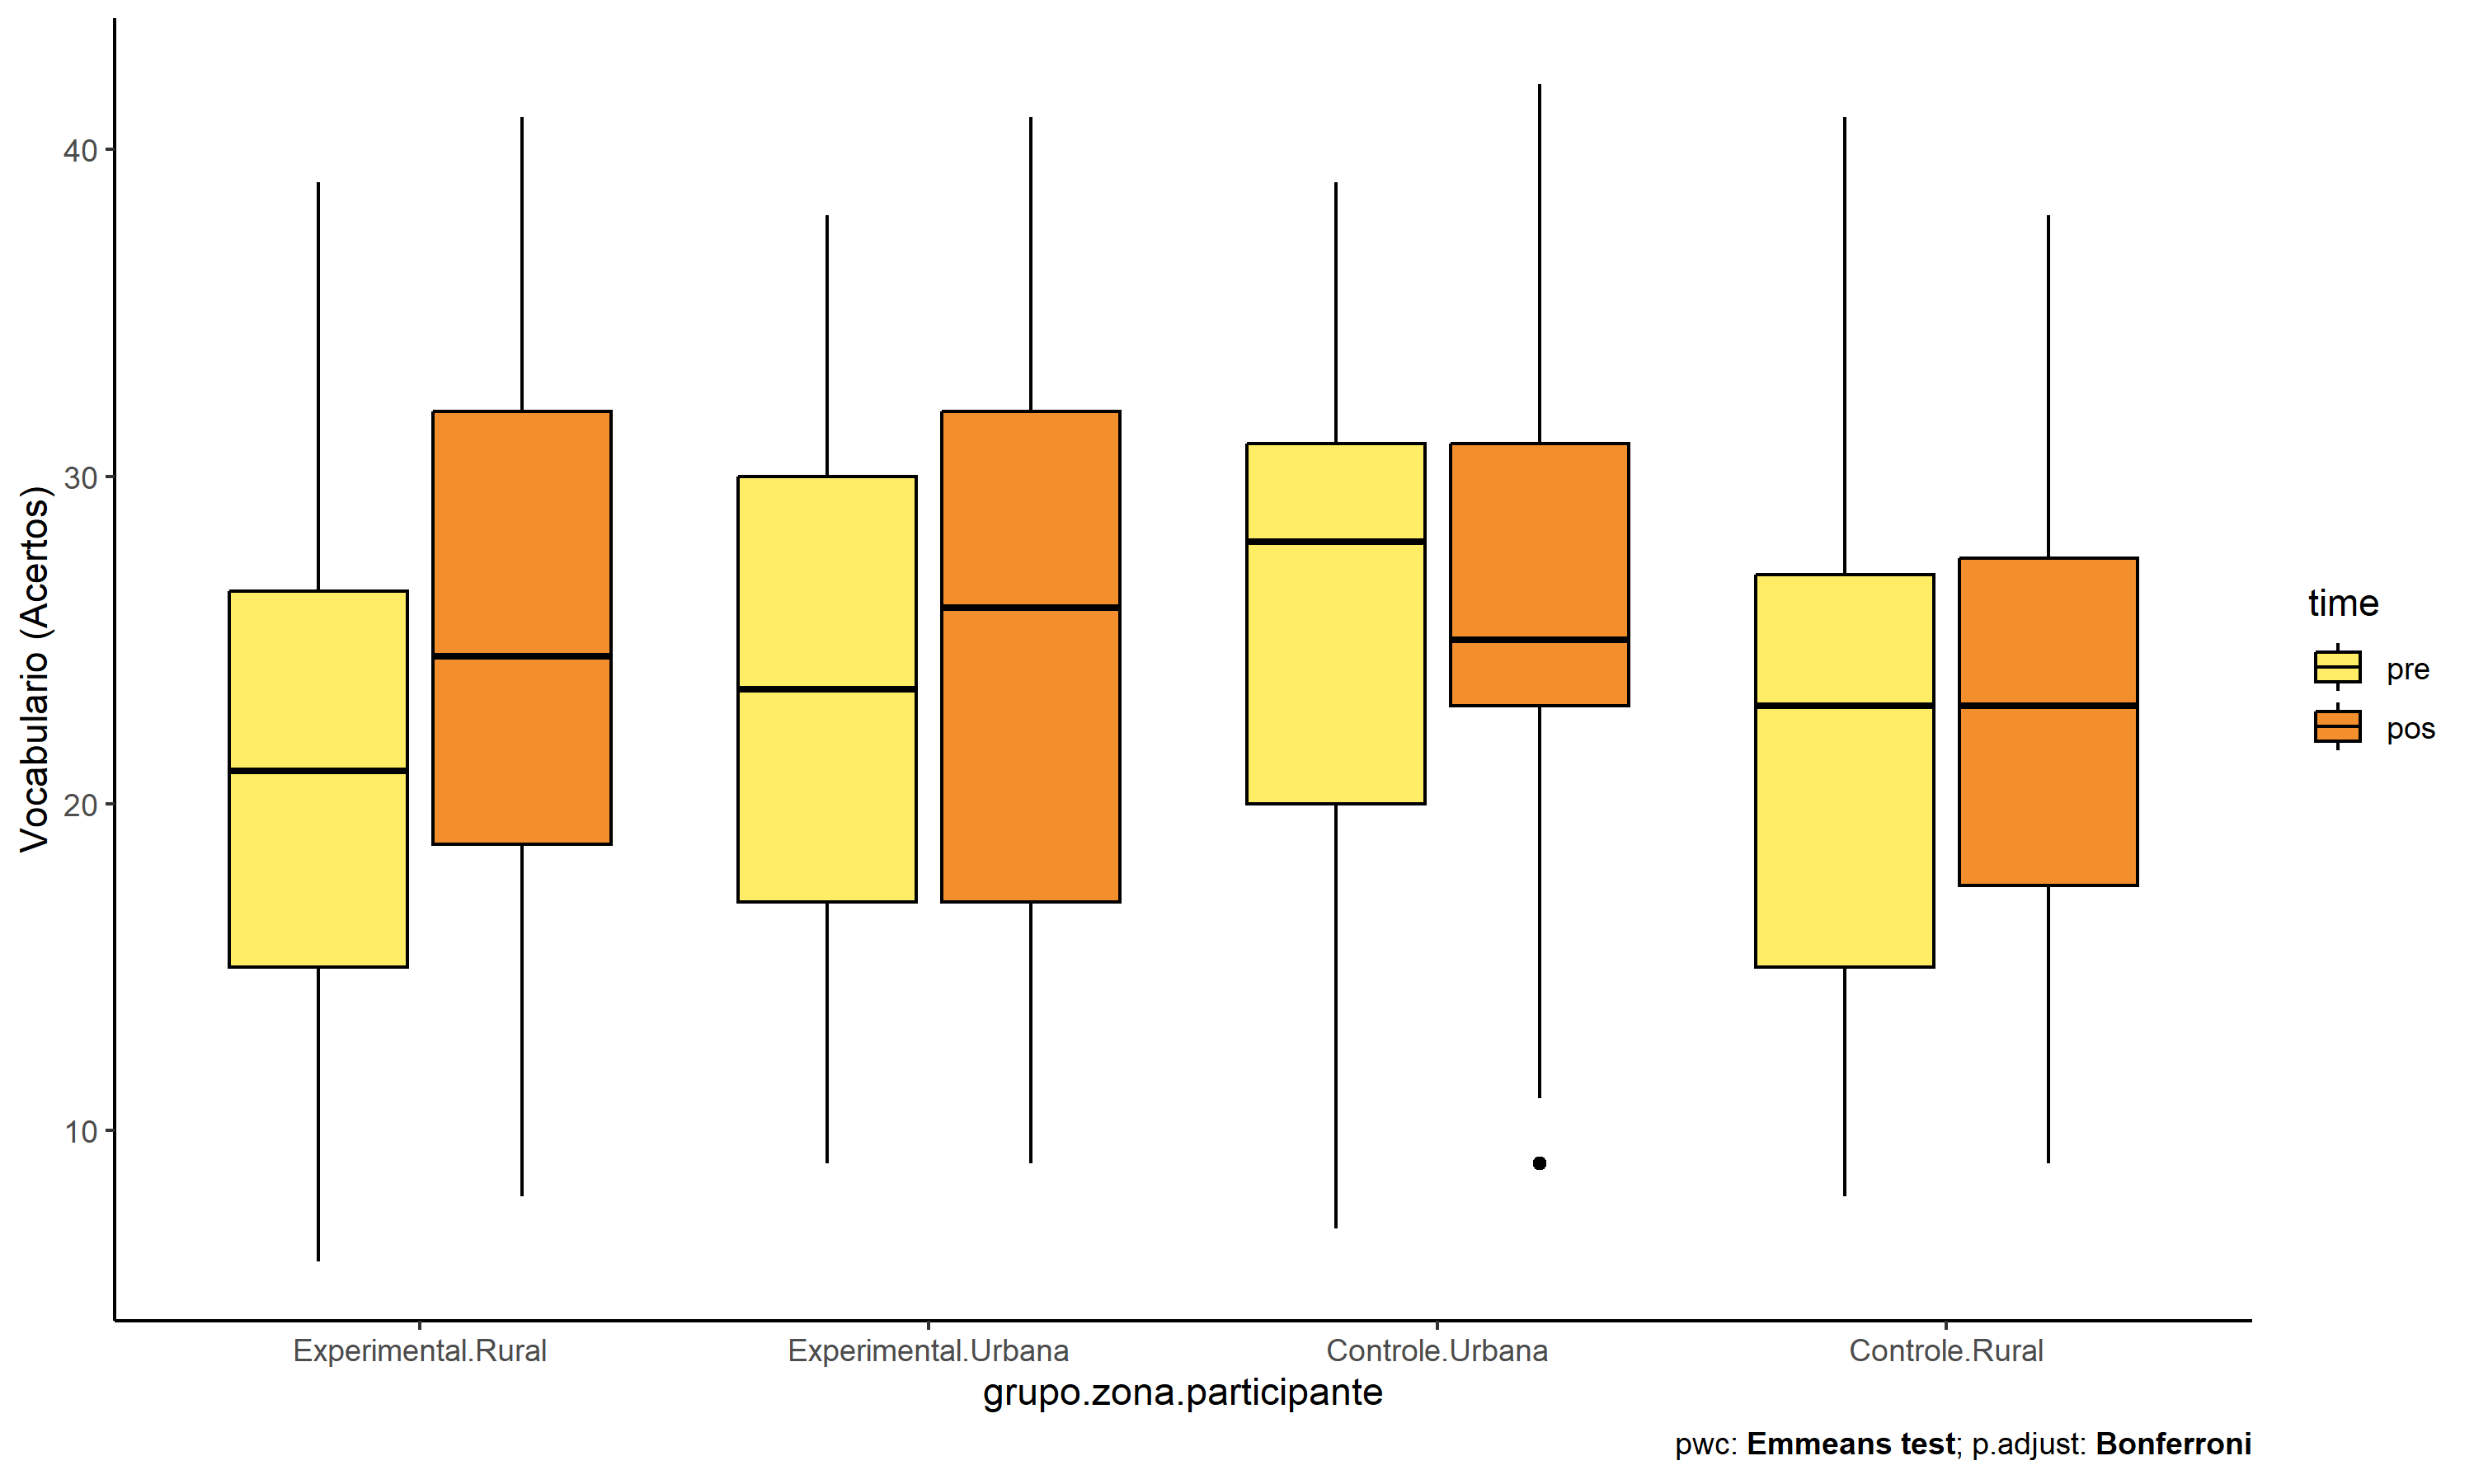 Vocabulario (Acertos)
40
30
20
10
Experimental.Rural
Experimental.Urbana
Controle.Urbana
Controle.Rural
grupo.zona.participante
time
pre
pos
pwc: Emmeans test; p.adjust: Bonferroni